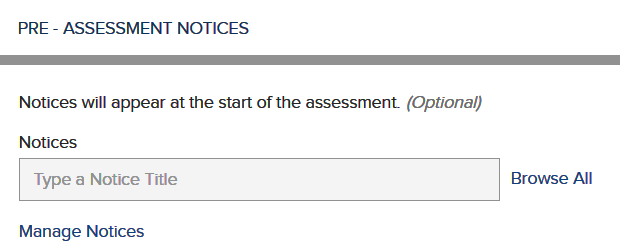 PRE - ASSESSMENT NOTICES
Notices will appear at the start of the assessment. (Optional)
Notices
Type a Notice Title
Browse All
Manage Notices